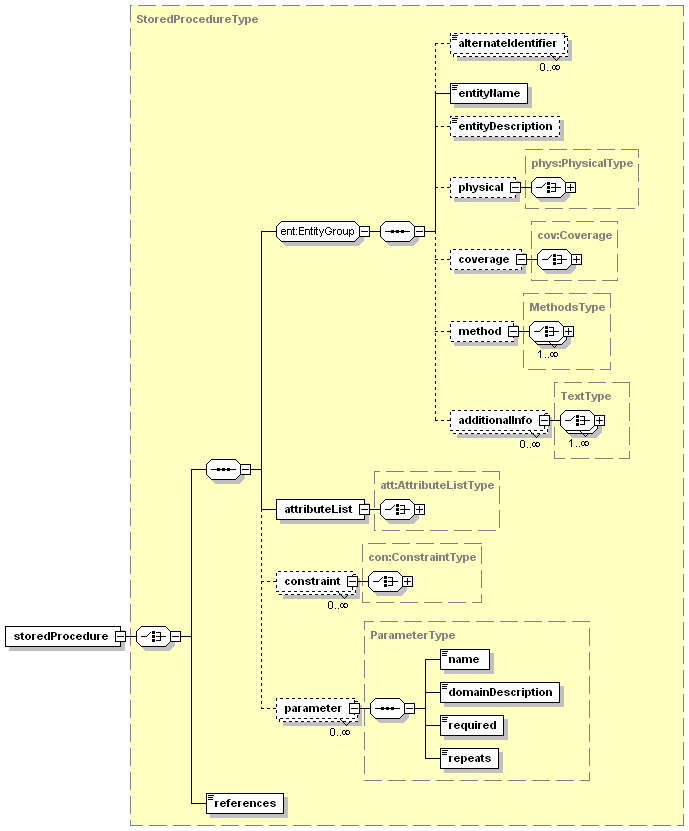 StoredProcedureType
alternateIdentifier
0..∞
entityName
entityDescription
phys:PhysicalType
physical
cov:Coverage
coverage
ent:EntityGroup
MethodsType
method
1..∞
TextType
additionalInfo
0..∞
1..∞
att:AttributeListType
attributeList
con:ConstraintType
constraint
0..∞
storedProcedure
ParameterType
name
domainDescription
parameter
0..∞
required
repeats
references